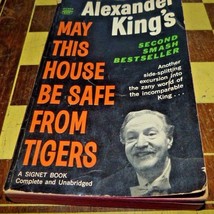 Alexander
King's
MAY
THIS
HOUSE
BE SAFE
FROM
TIGERS
SECOND
SMASH
BESTSELLER
Another
side-splitting
excursion into
the zany world of
the incomparable
King...
A SIGNET BOOK
Complete and Unabridged